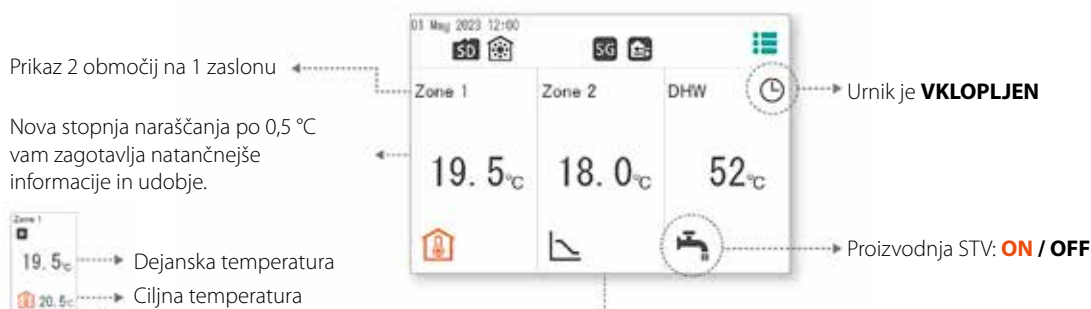 01 May 2023 12:00
SD SG
Prikaz 2 območij na 1 zaslonu
Zone 1 Zone 2 DHW
Urnik je VKLOPLJEN
Nova stopnja naraščanja po 0,5 °C
vam zagotavlja natančnejše
informacije in udobje.
19.5°C 18.0°C 52°C
Proizvodnja STV: ON / OFF
Zone 1
19.5°C
Dejanska temperatura
20.5°C
Ciljna temperatura